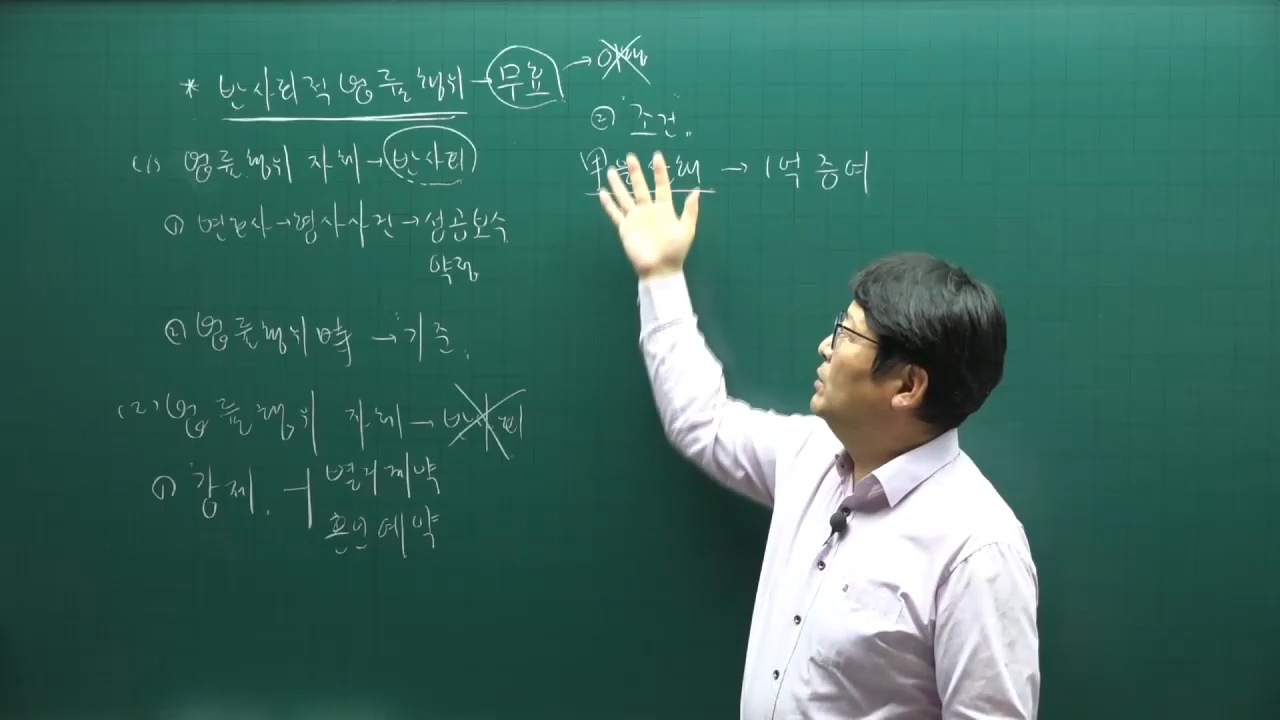 * 반사회적 법률행위 → 무효 →
(1) 법률행위 자체 → 반사회
① 변호사 → 형사사건 → 성공보수
약정
② 법률행위 時 → "기준.
(2) 법률행위 자체 → 반사회
① "강제. ㅓ 별거계약
혼인예약
② "조건"
→ 1억 증여